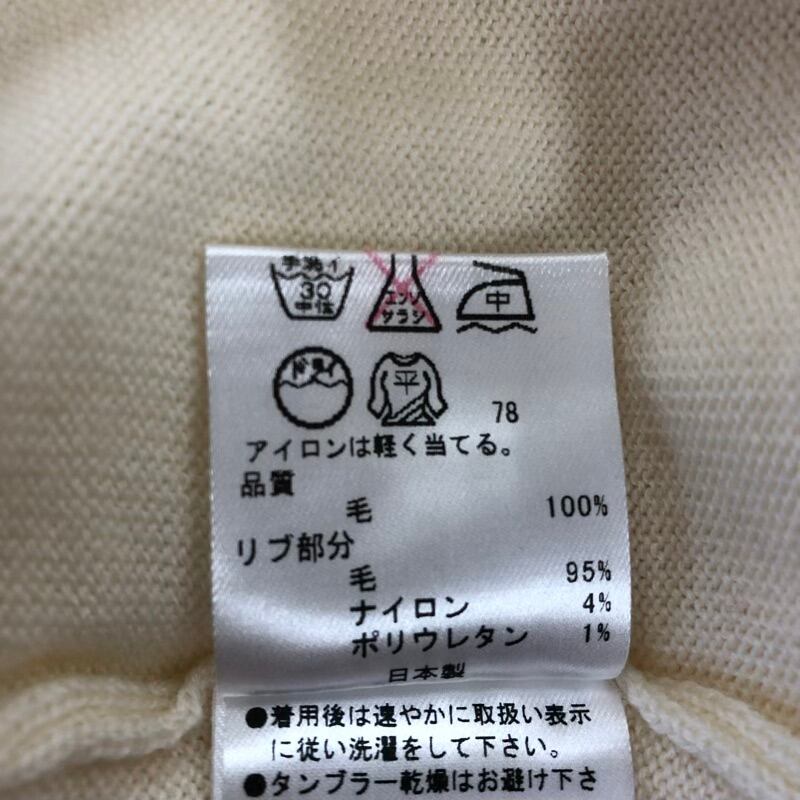 手洗イ
30
中性
エンソ
サラシ
中
ドライ
平
78
アイロンは軽く当てる。
品質
毛 100%
リブ部分
毛 95%
ナイロン 4%
ポリウレタン 1%
日本製
●着用後は速やかに取扱い表示
に従い洗濯をして下さい。
●タンブラー乾燥はお避け下さ